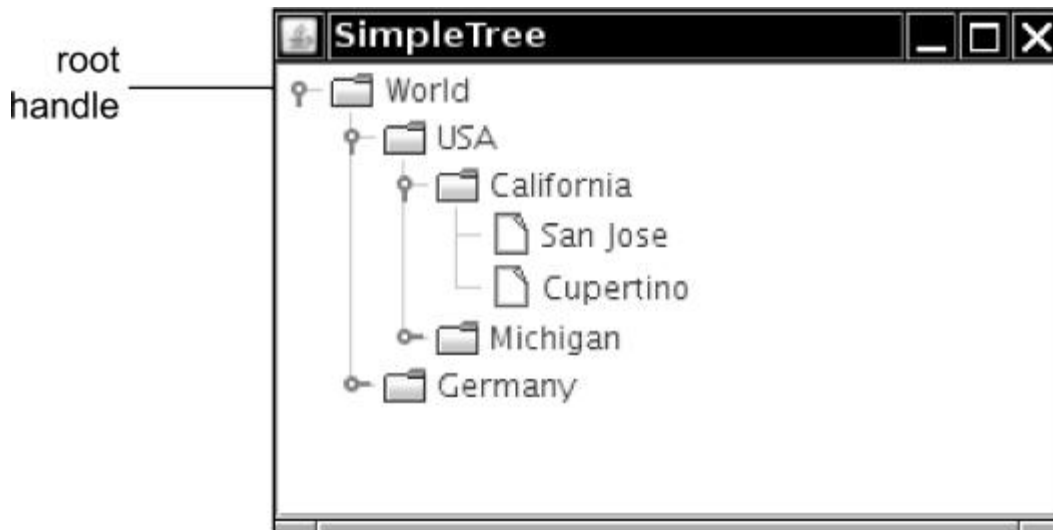 root
handle
SimpleTree
World
USA
California
San Jose
Cupertino
Michigan
Germany